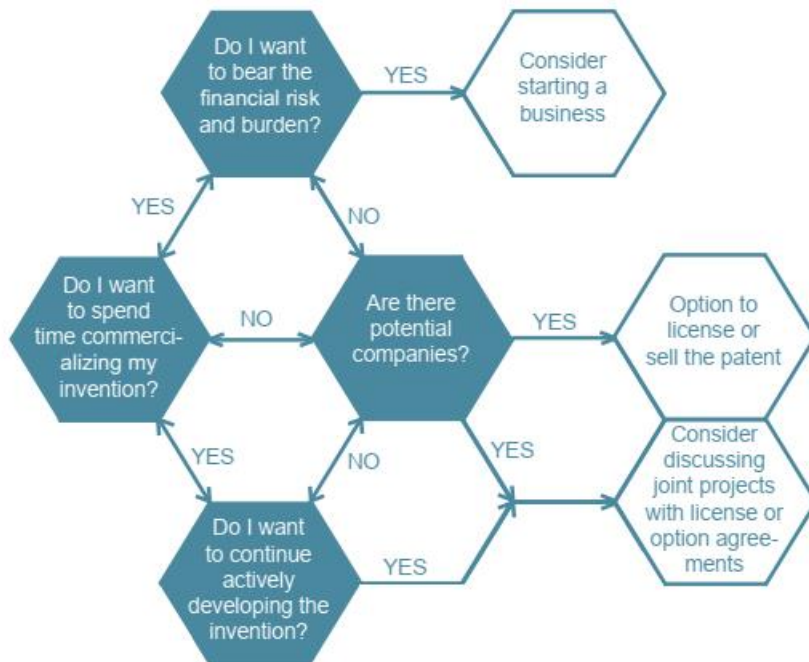 Do I want
to bear the
financial risk
and burden?
YES
Consider
starting a
business
YES
NO
Do I want
to spend
time commerci-
alizing my
invention?
NO
Are there
potential
companies?
YES
Option to
license or
sell the patent
YES
NO
YES
Consider
discussing
joint projects
with license or
option agree-
ments
Do I want
to continue
actively
developing the
invention?
YES